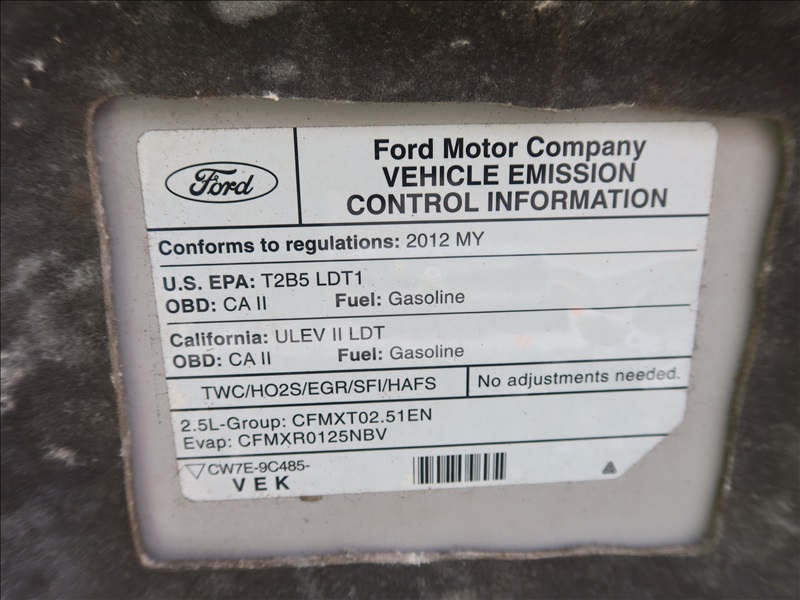 Ford
Ford Motor Company
VEHICLE EMISSION
CONTROL INFORMATION
Conforms to regulations: 2012 MY
U.S. EPA: T2B5 LDT1
OBD: CA II Fuel: Gasoline
California: ULEV II LDT
OBD: CA II Fuel: Gasoline
TWC/HO2S/EGR/SFI/HAFS
No adjustments needed.
2.5L-Group: CFMXT02.51EN
Evap: CFMXR0125NBV
CW7E-9C485-
VEK